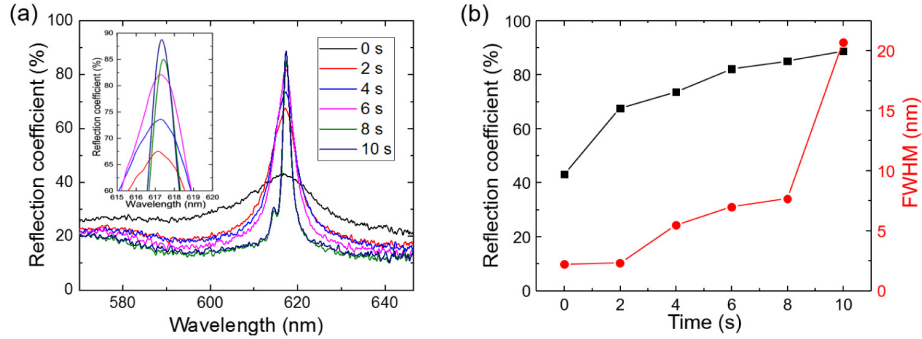 (a)
Reflection coefficient (%)
100
80
60
40
20
0
580
600
620
640
Wavelength (nm)
0 s
2 s
4 s
6 s
8 s
10 s
Reflection coefficient (%)
90
85
80
75
70
65
60
615 616 617 618 619 620
Wavelength (nm)
(b)
Reflection coefficient (%)
100
80
60
40
20
0
0 2 4 6 8 10
Time (s)
20
15
10
5
0
FWHM (nm)